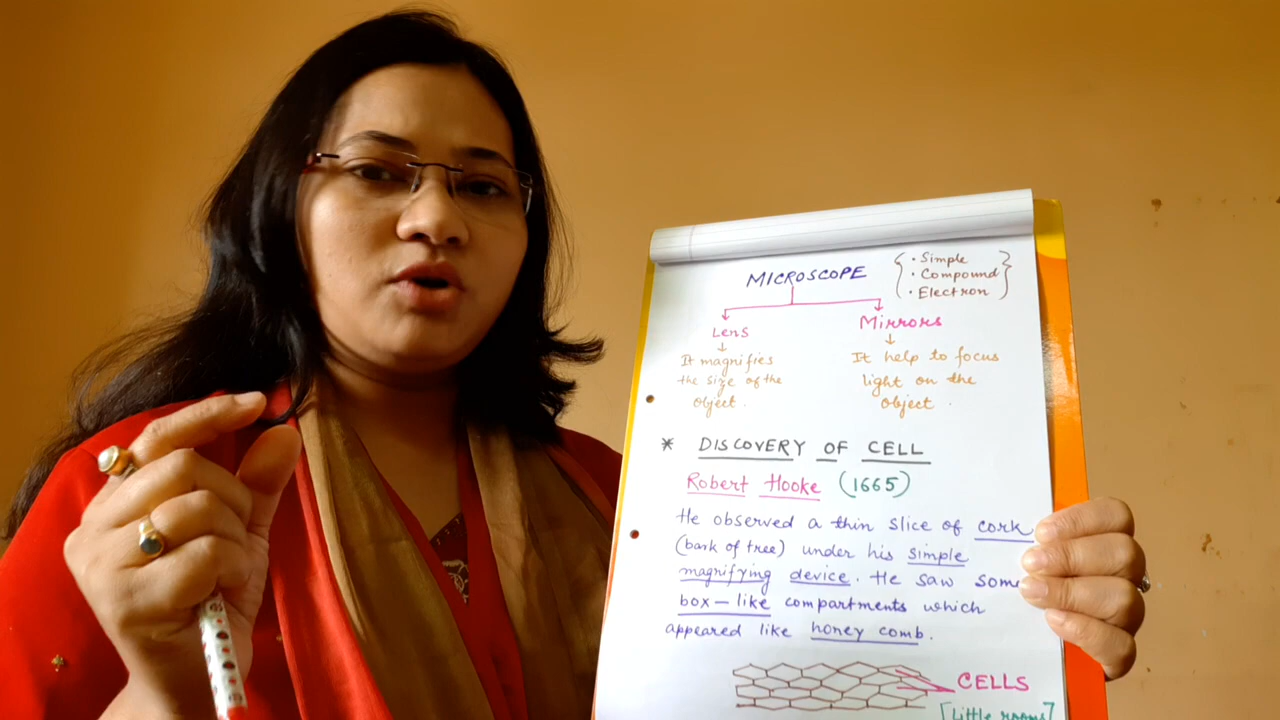 MICROSCOPE
{ · Simple
· Compound
· Electron }
Lens
Mirrors
It magnifies
the size of the
object.
It help to focus
light on the
object.
* DISCOVERY OF CELL
Robert Hooke (1665)
He observed a thin slice of cork
(bark of tree) under his simple
magnifying device. He saw som
box-like compartments which
appeared like honey comb.
CELLS
[Little rooms]